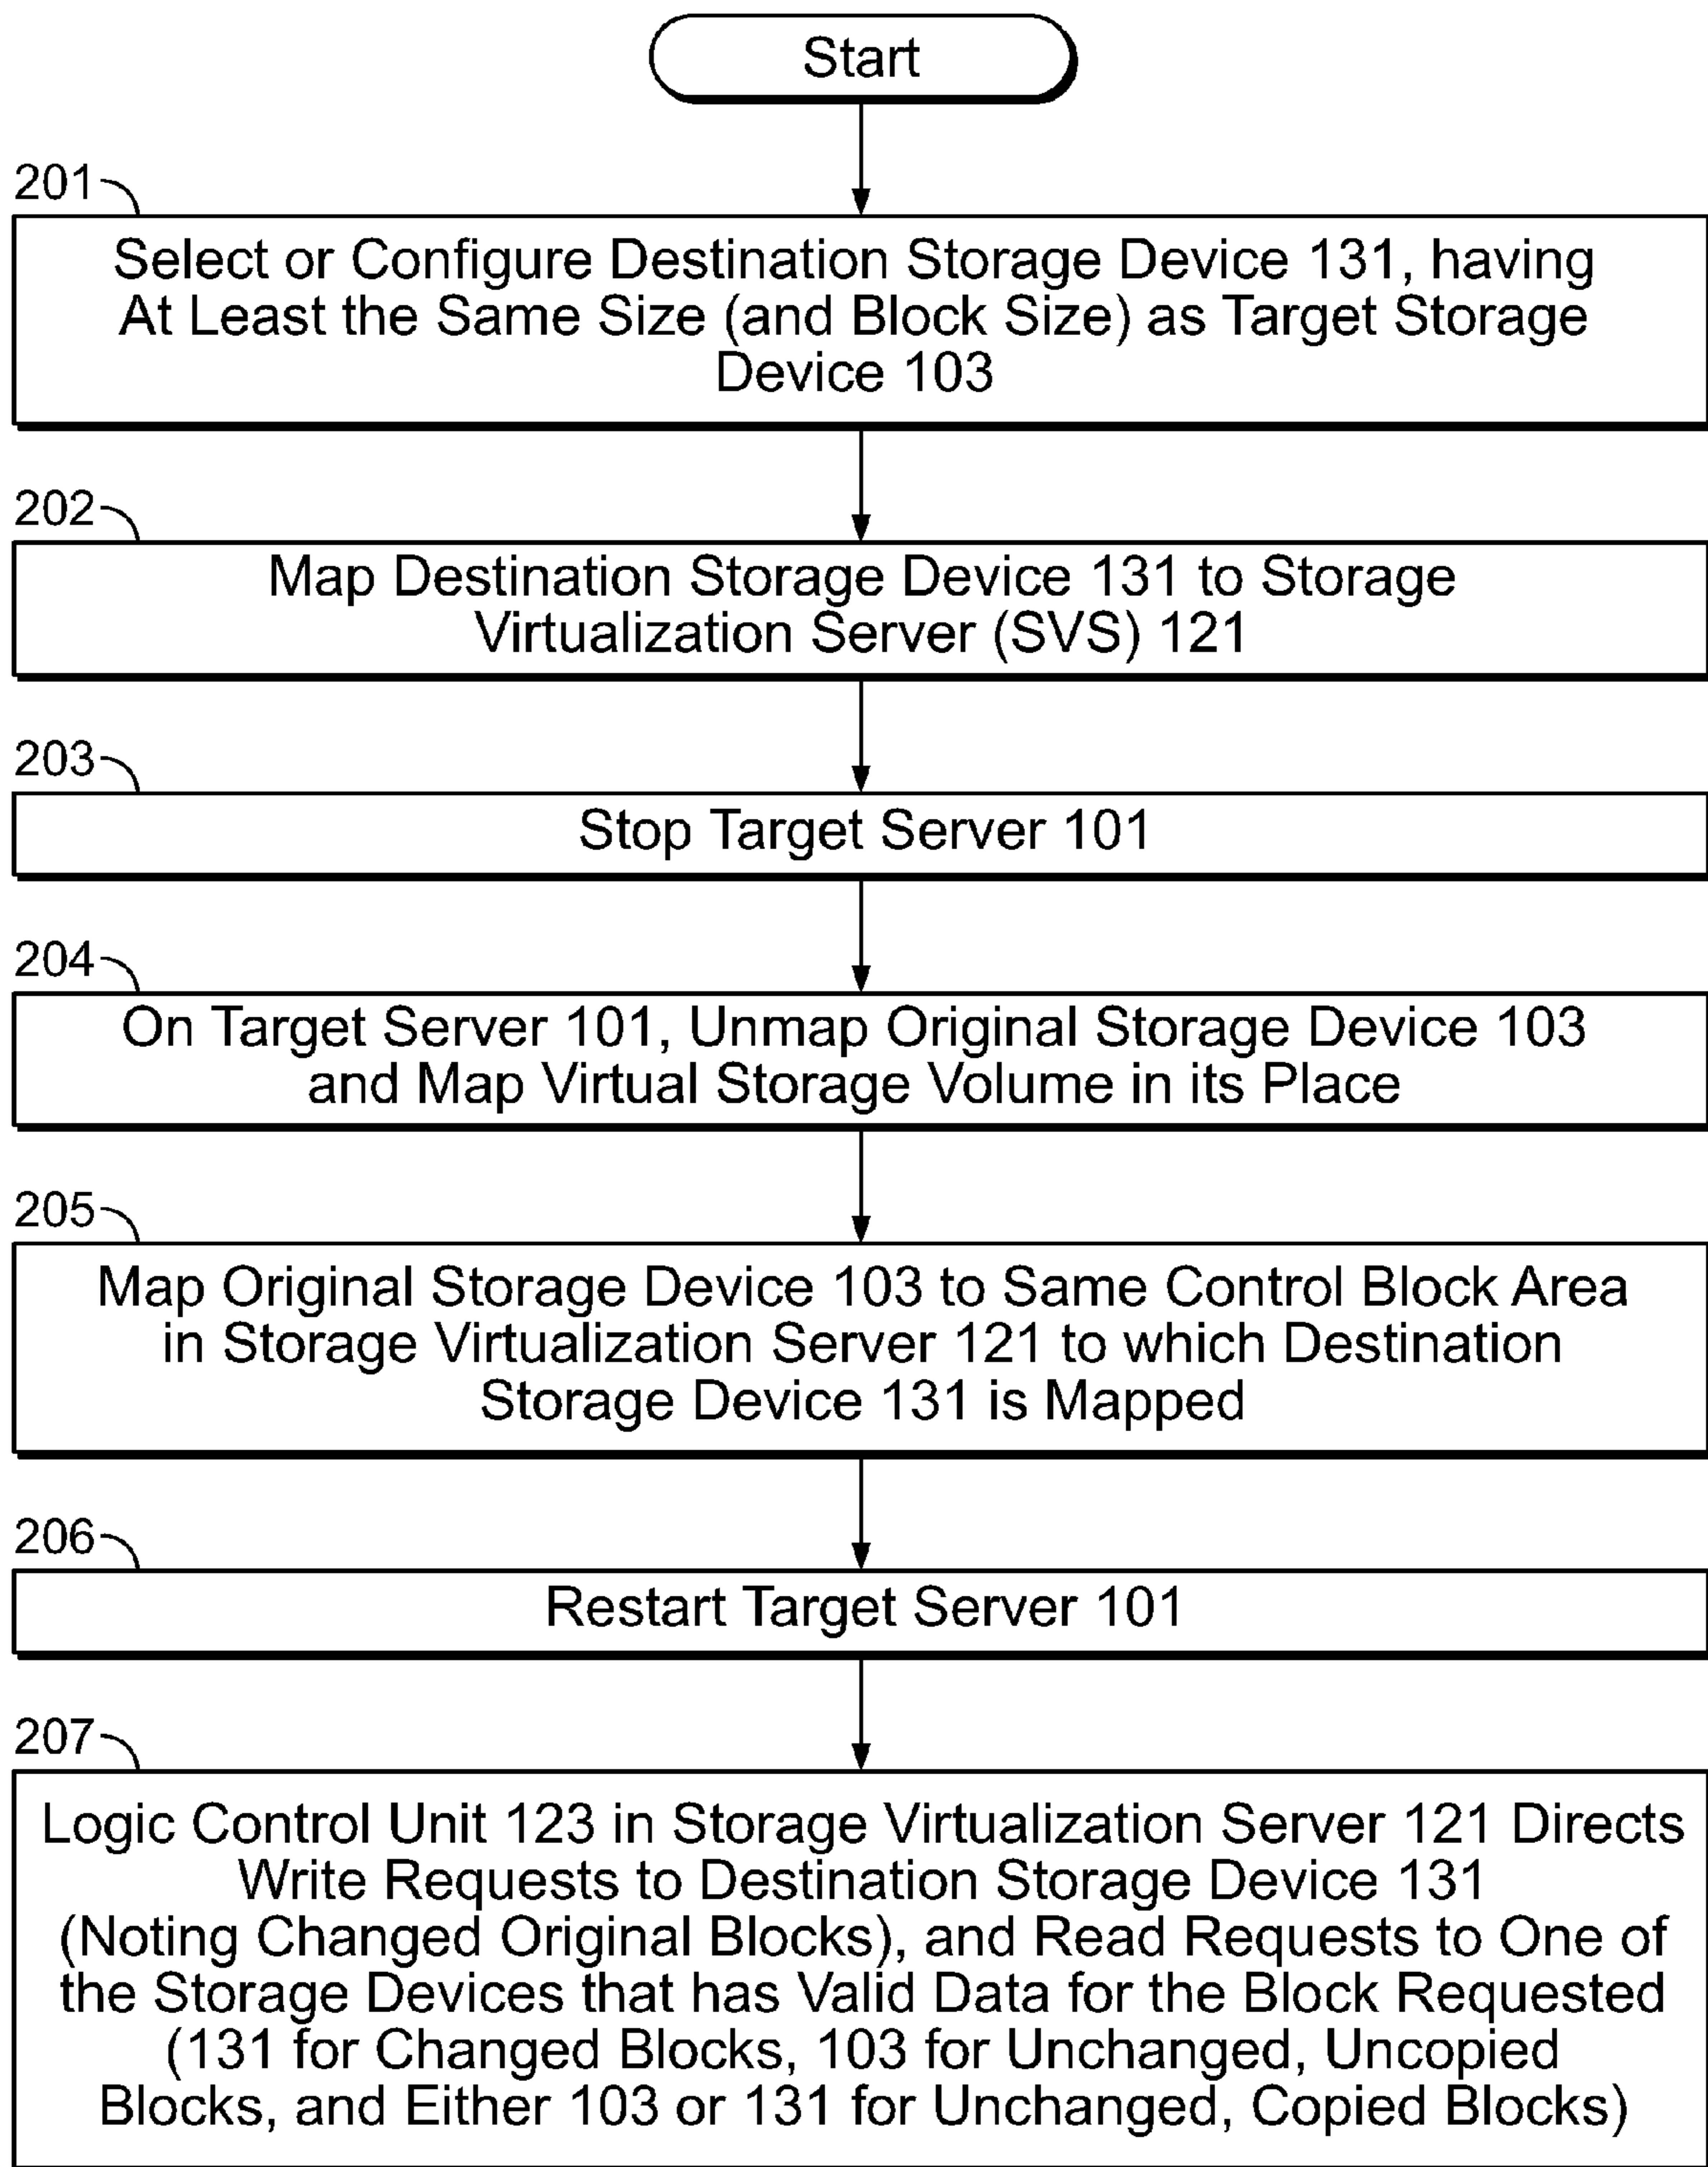 Start
201
Select or Configure Destination Storage Device 131, having
At Least the Same Size (and Block Size) as Target Storage
Device 103
202
Map Destination Storage Device 131 to Storage
Virtualization Server (SVS) 121
203
Stop Target Server 101
204
On Target Server 101, Unmap Original Storage Device 103
and Map Virtual Storage Volume in its Place
205
Map Original Storage Device 103 to Same Control Block Area
in Storage Virtualization Server 121 to which Destination
Storage Device 131 is Mapped
206
Restart Target Server 101
207
Logic Control Unit 123 in Storage Virtualization Server 121 Directs
Write Requests to Destination Storage Device 131
(Noting Changed Original Blocks), and Read Requests to One of
the Storage Devices that has Valid Data for the Block Requested
(131 for Changed Blocks, 103 for Unchanged, Uncopied
Blocks, and Either 103 or 131 for Unchanged, Copied Blocks)